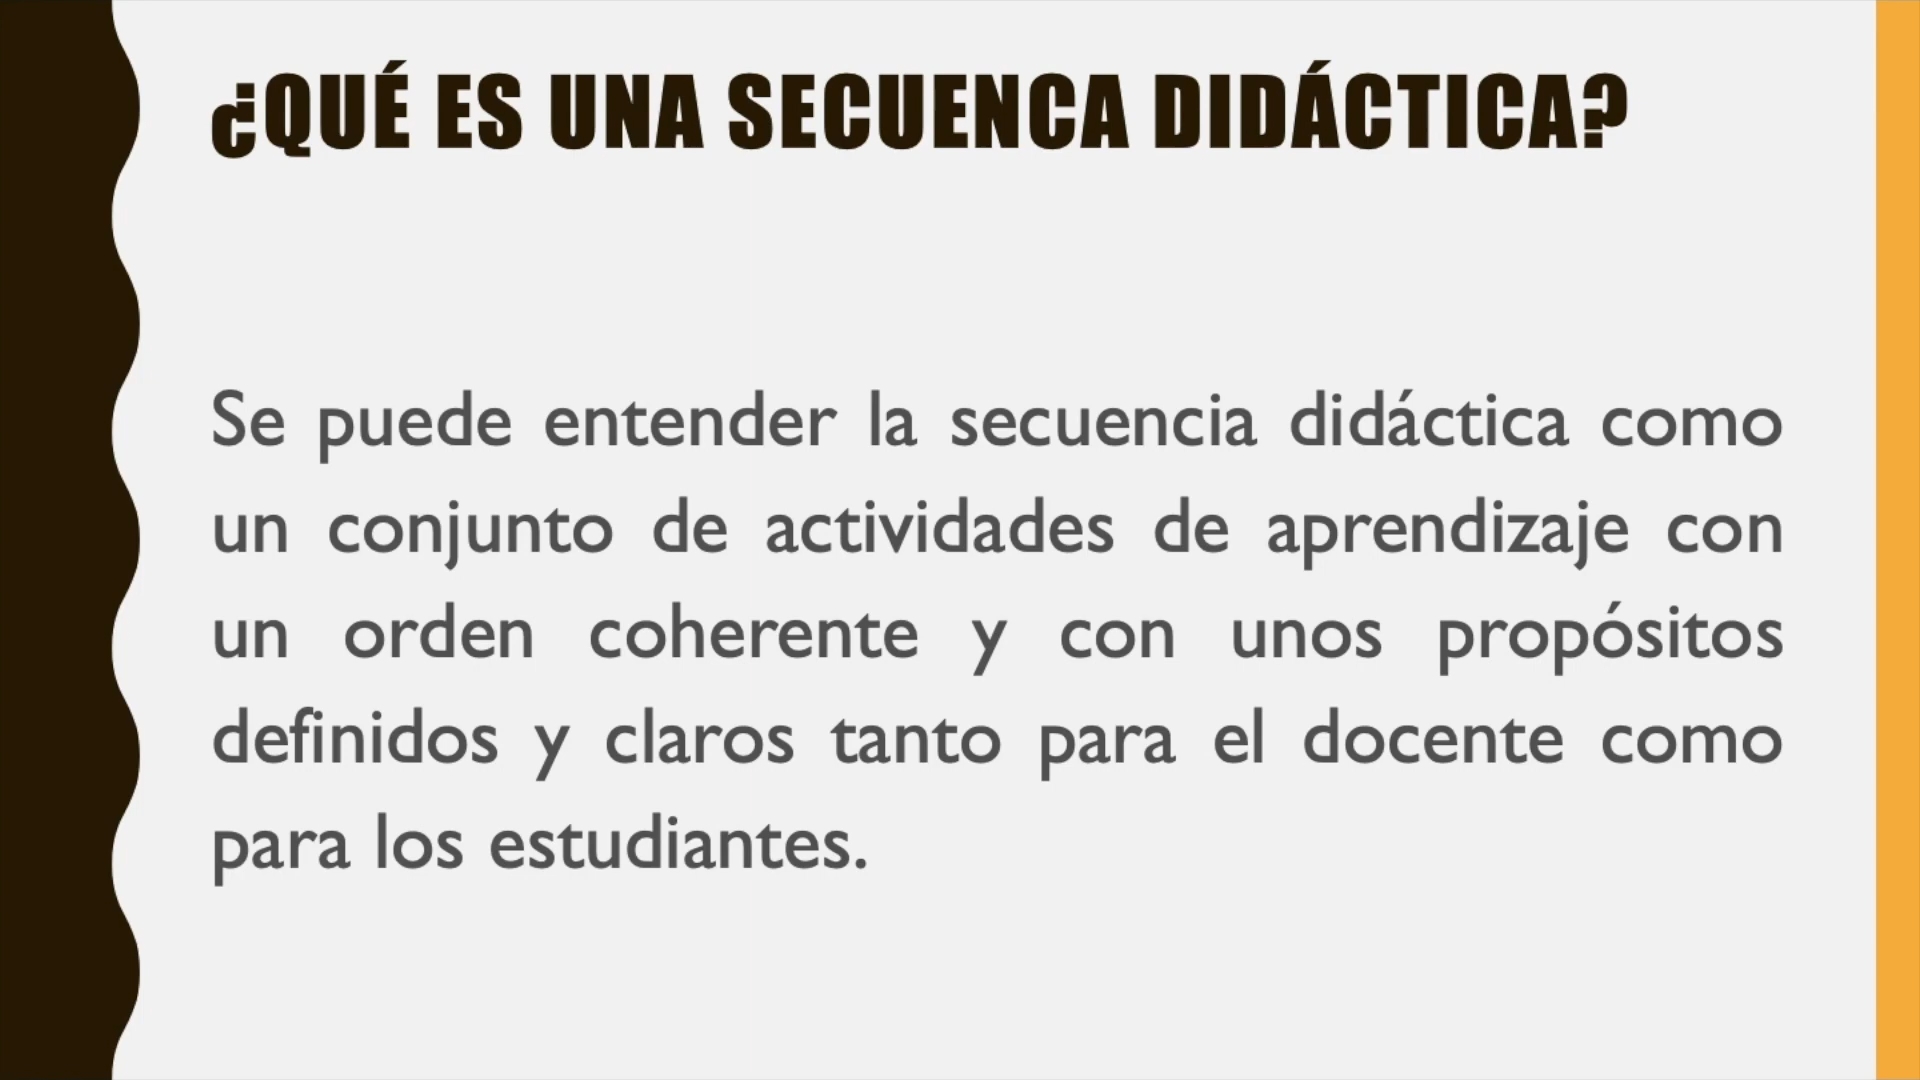 ¿QUÉ ES UNA SECUENCA DIDÁCTICA?
Se puede entender la secuencia didáctica como
un conjunto de actividades de aprendizaje con
un orden coherente y con unos propósitos
definidos y claros tanto para el docente como
para los estudiantes.